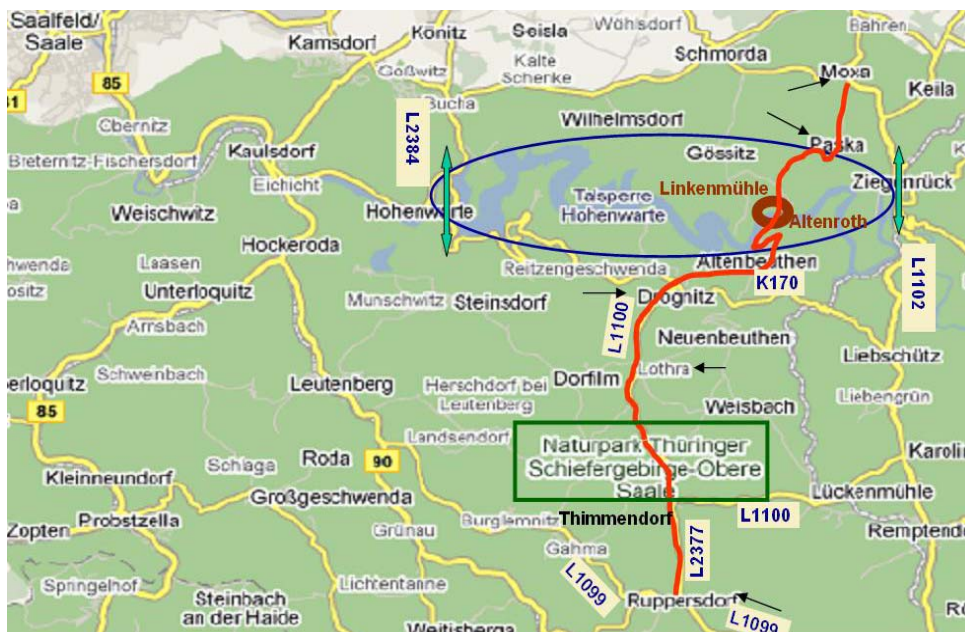 Saalfeld/
Saale
Könitz
Kamsdorf
Goßwitz
Bucha
Seisla
Wöhlsdorf
Kalte
Schenke
Schmorda
Bahren
Moxa
Keila
85
81
Obernitz
Breternitz-Fischersdorf
Kaulsdorf
Eichicht
Weischwitz
L2384
Wilhelmsdorf
Gössitz
Paska
Ziegenrück
Linkenmühle
Altenroth
Hohenwarte
Talsperre
Hohenwarte
Hockeroda
Reitzengeschwenda
Altenbeuthen
K170
L1102
Laasen
Unterloquitz
Munschwitz
Steinsdorf
Drognitz
L1100
Arnsbach
Neuenbeuthen
Liebschütz
Schweinbach
Leutenberg
Herschdorf bei
Leutenberg
Dorfilm
Lothra
Liebengrün
Weisbach
85
Landsendorf
Naturpark Thüringer
Schiefergebirge-Obere
Saale
Schlaga
Roda
90
Kleinneundorf
Großgeschwenda
Lückenmühle
L1100
Thimmendorf
Zopten
Probstzella
Burglemnitz
Grünau
Gahma
L2377
Springelhof
Lichtentanne
L1099
Steinbach
an der Haide
Ruppersdorf
L1099
Weitisberga